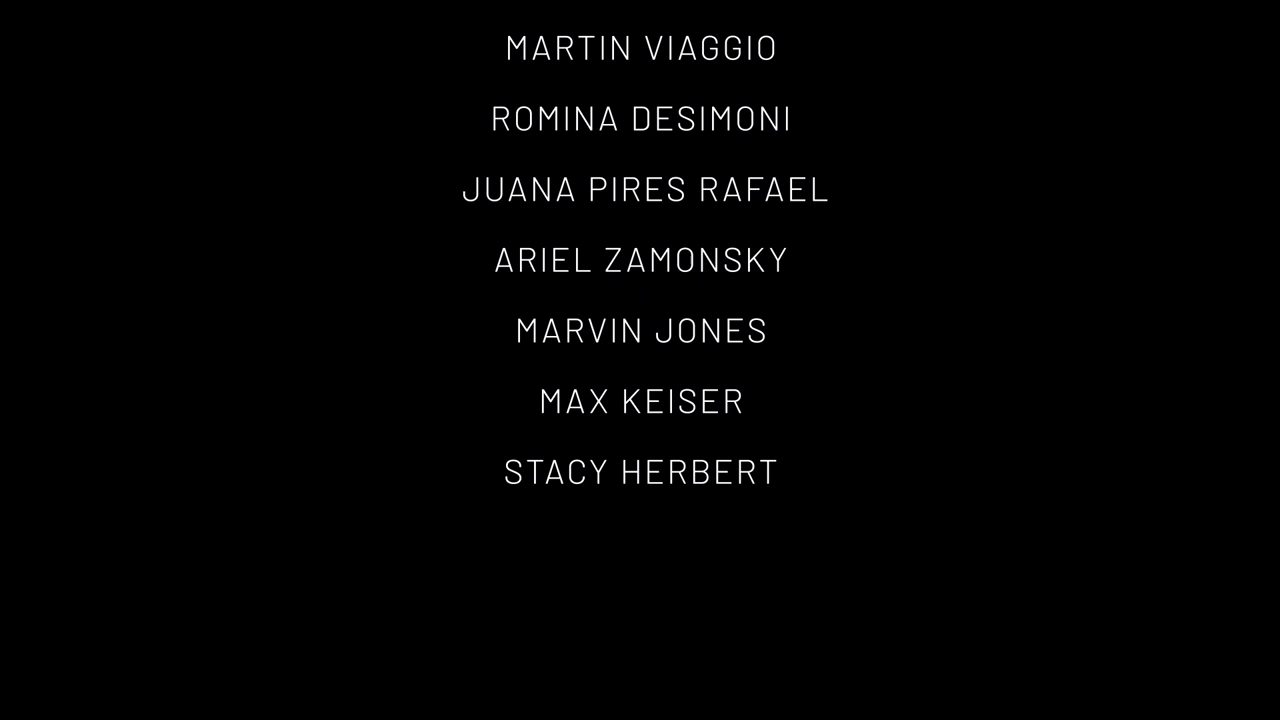 MARTIN VIAGGIO
ROMINA DESIMONI
JUANA PIRES RAFAEL
ARIEL ZAMONSKY
MARVIN JONES
MAX KEISER
STACY HERBERT